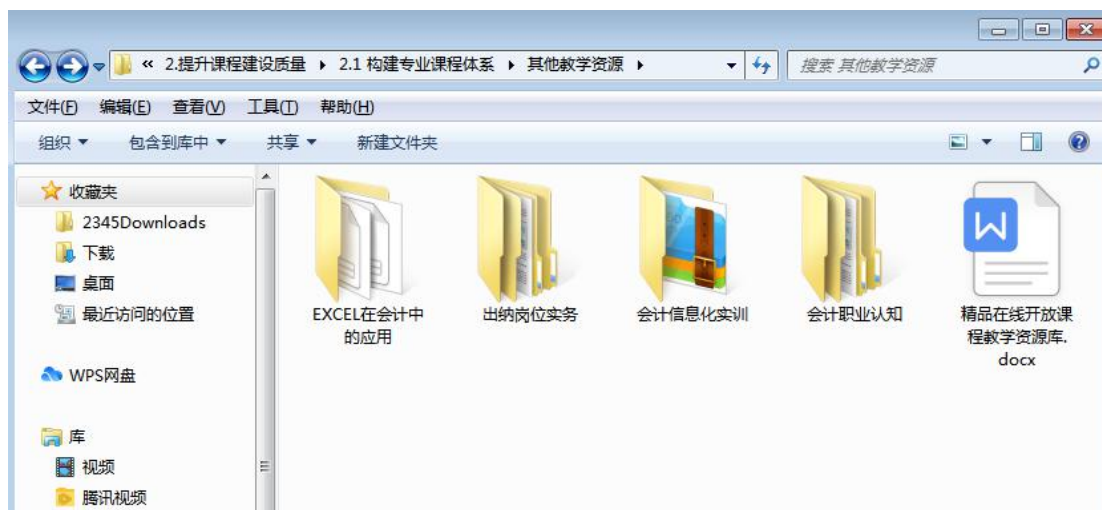 « 2.提升课程建设质量 ▸ 2.1 构建专业课程体系 ▸ 其他教学资源 ▸
搜索 其他教学资源
文件(F) 编辑(E) 查看(V) 工具(T) 帮助(H)
组织 包含到库中 共享 新建文件夹
收藏夹
2345Downloads
下载
桌面
最近访问的位置
WPS网盘
库
视频
腾讯视频
EXCEL在会计中
的应用
出纳岗位实务
会计信息化实训
会计职业认知
精品在线开放课
程教学资源库.
docx